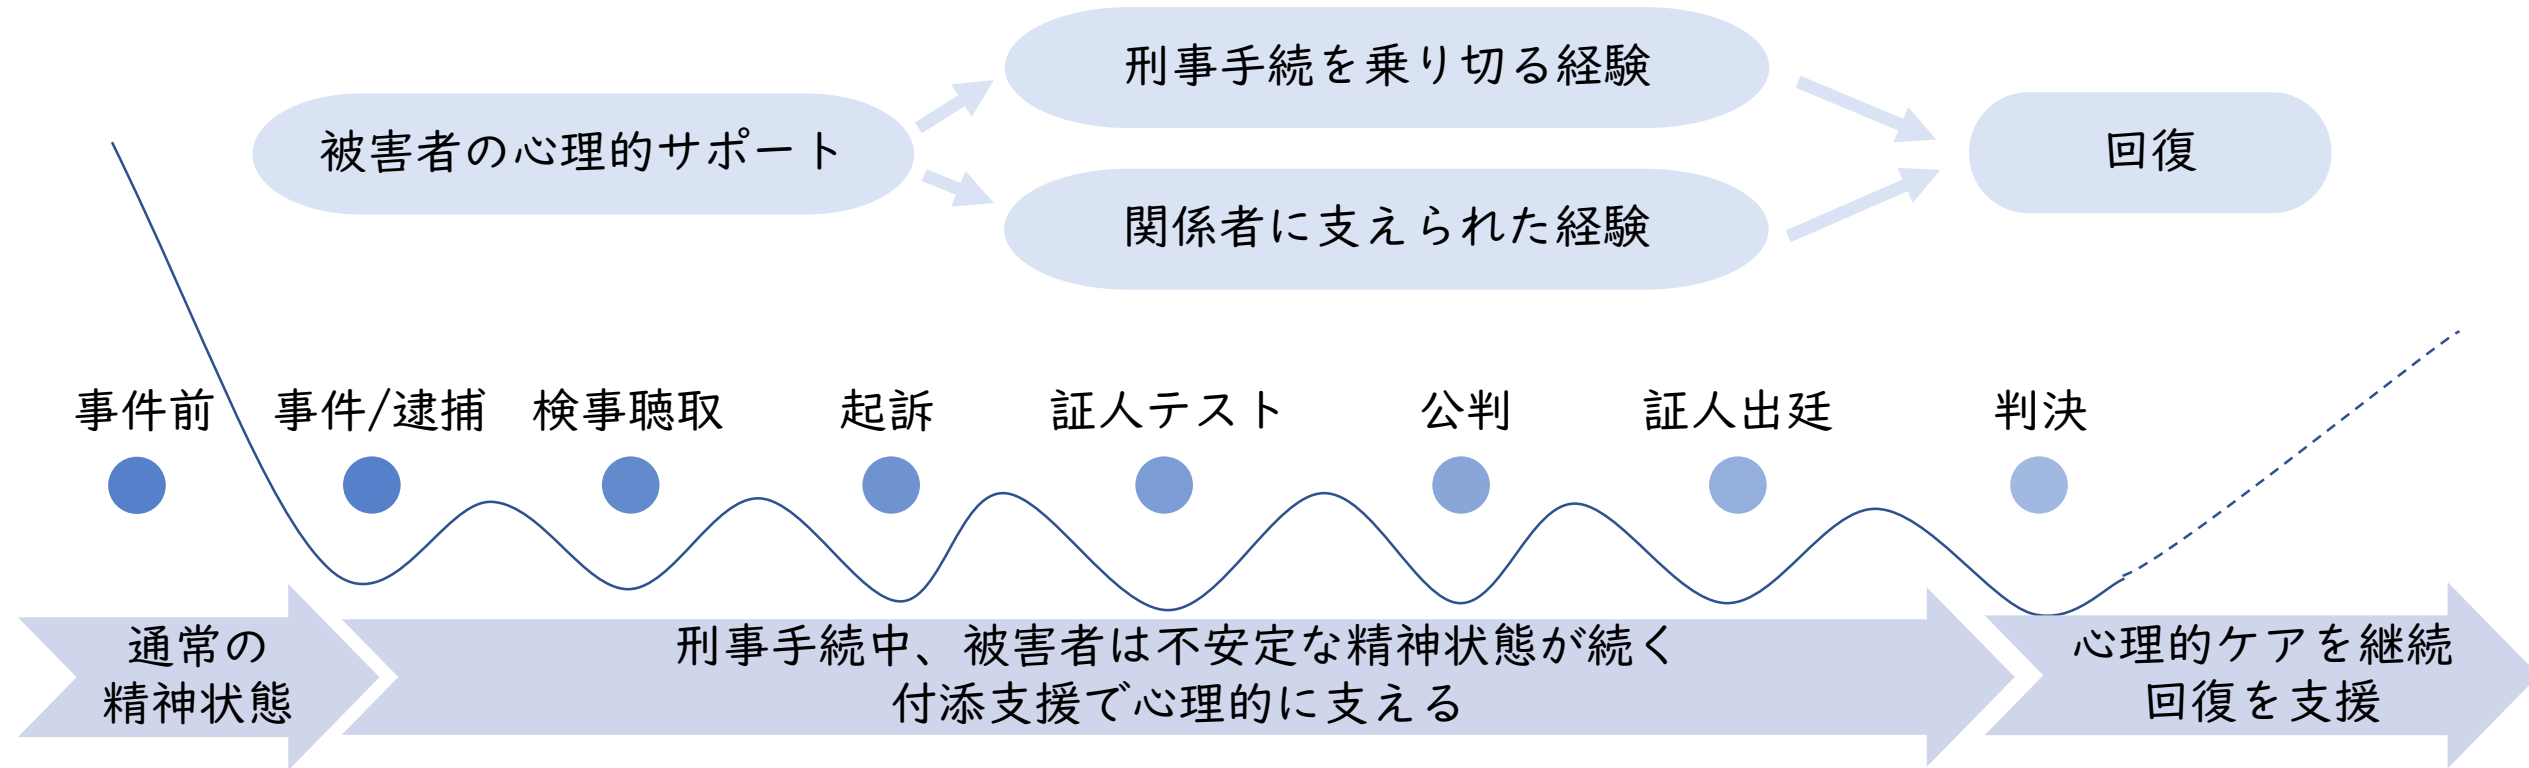 刑事手続を乗り切る経験
被害者の心理的サポート
回復
関係者に支えられた経験
事件前
事件/逮捕
検事聴取
起訴
証人テスト
公判
証人出廷
判決
通常の
精神状態
刑事手続中、被害者は不安定な精神状態が続く
付添支援で心理的に支える
心理的ケアを継続
回復を支援